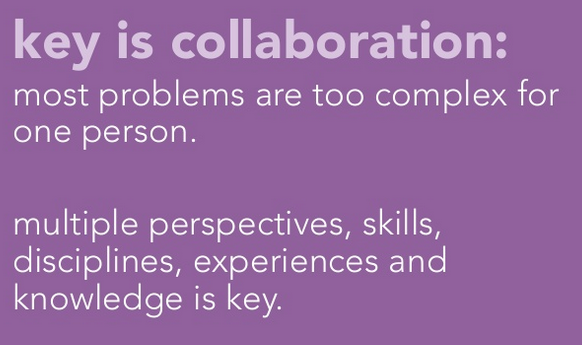 key is collaboration:
most problems are too complex for
one person.
multiple perspectives, skills,
disciplines, experiences and
knowledge is key.